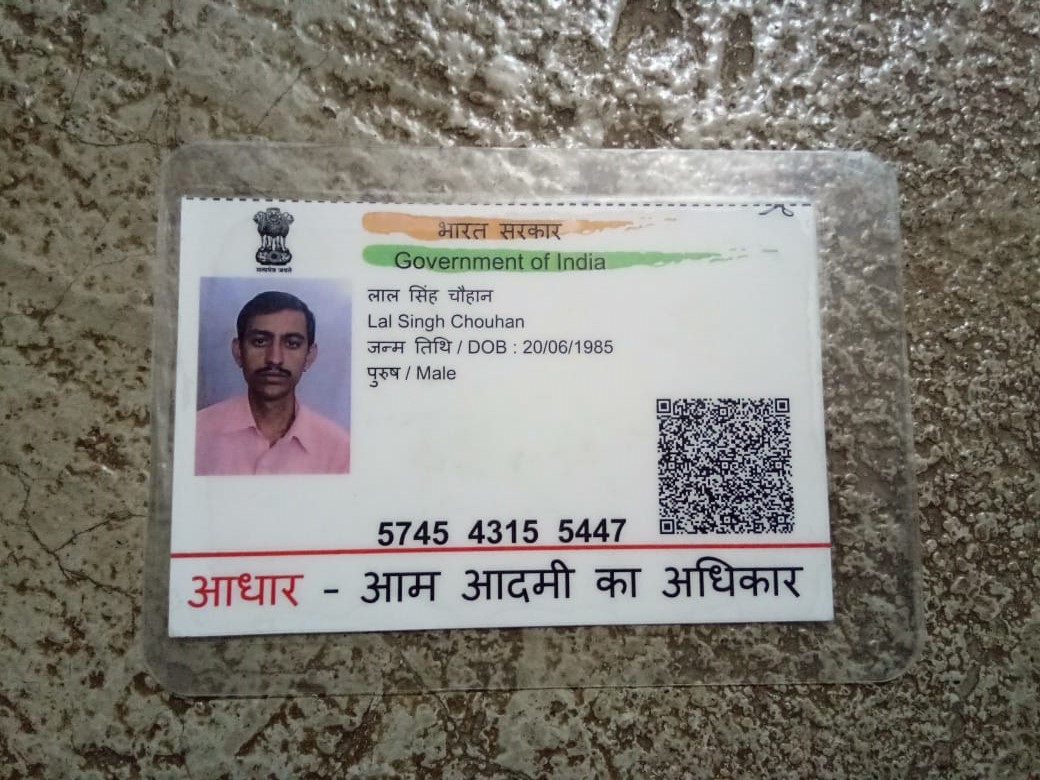 भारत सरकार
Government of India
सत्यमेव जयते
लाल सिंह चौहान
Lal Singh Chouhan
जन्म तिथि / DOB : 20/06/1985
पुरुष / Male
5745 4315 5447
आधार - आम आदमी का अधिकार